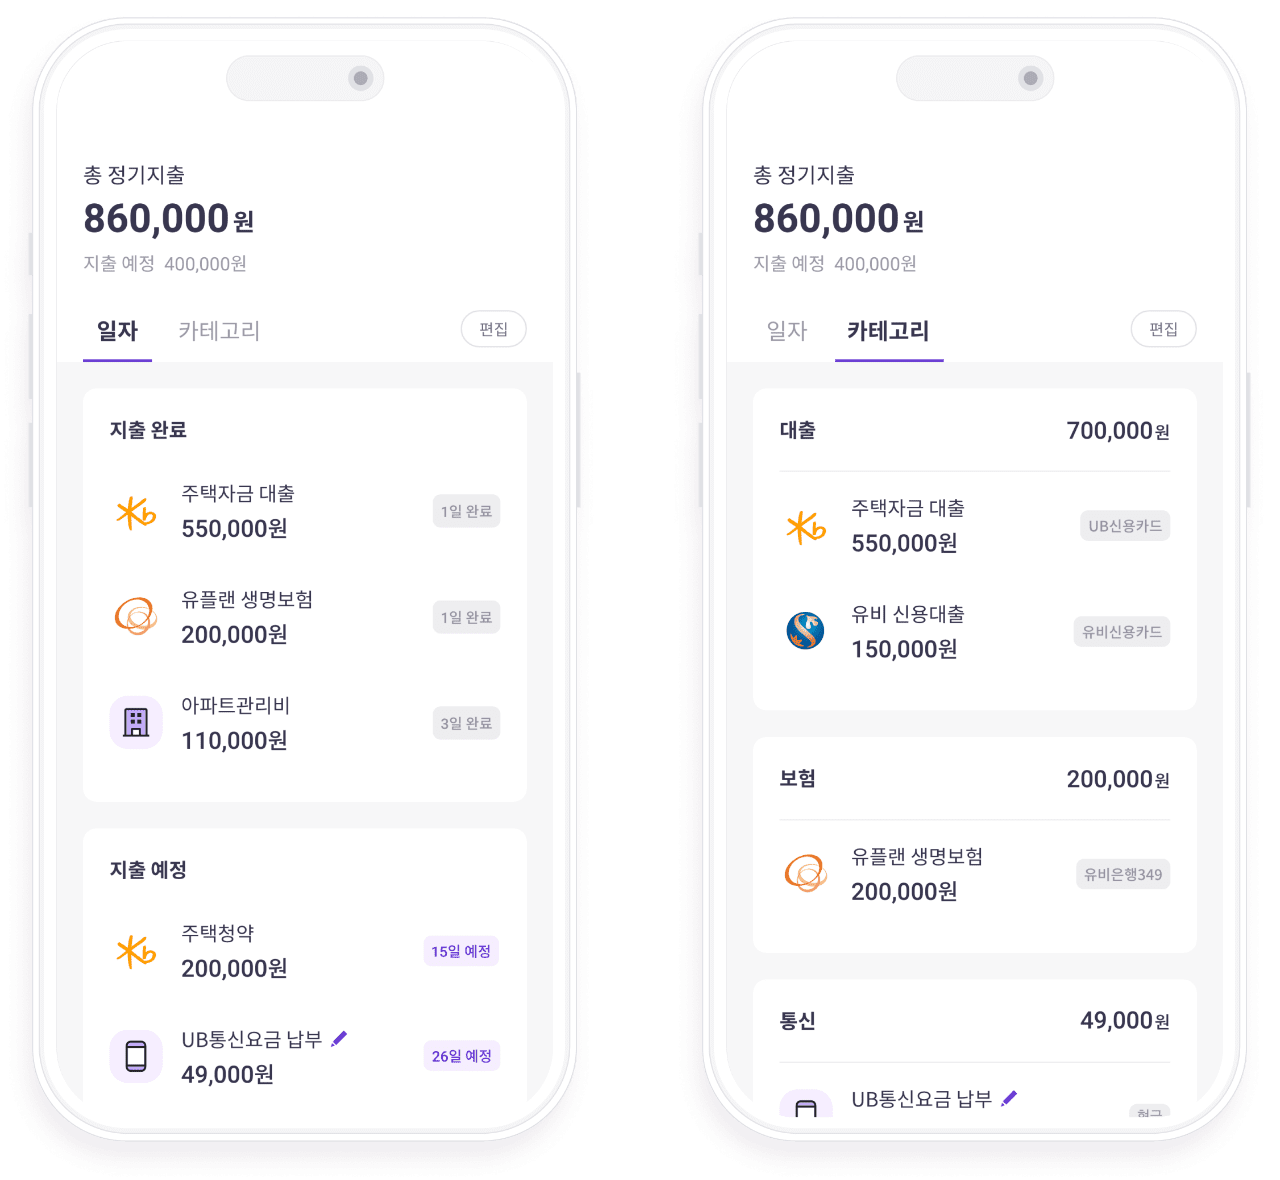 총 정기지출
860,000원
지출 예정 400,000원
일자 카테고리 편집
지출 완료
주택자금 대출
550,000원
1일 완료
유플랜 생명보험
200,000원
1일 완료
아파트관리비
110,000원
3일 완료
지출 예정
주택청약
200,000원
15일 예정
UB통신요금 납부
49,000원
26일 예정
총 정기지출
860,000원
지출 예정 400,000원
일자 카테고리 편집
대출 700,000원
주택자금 대출
550,000원
UB신용카드
유비 신용대출
150,000원
유비신용카드
보험 200,000원
유플랜 생명보험
200,000원
유비은행349
통신 49,000원
UB통신요금 납부